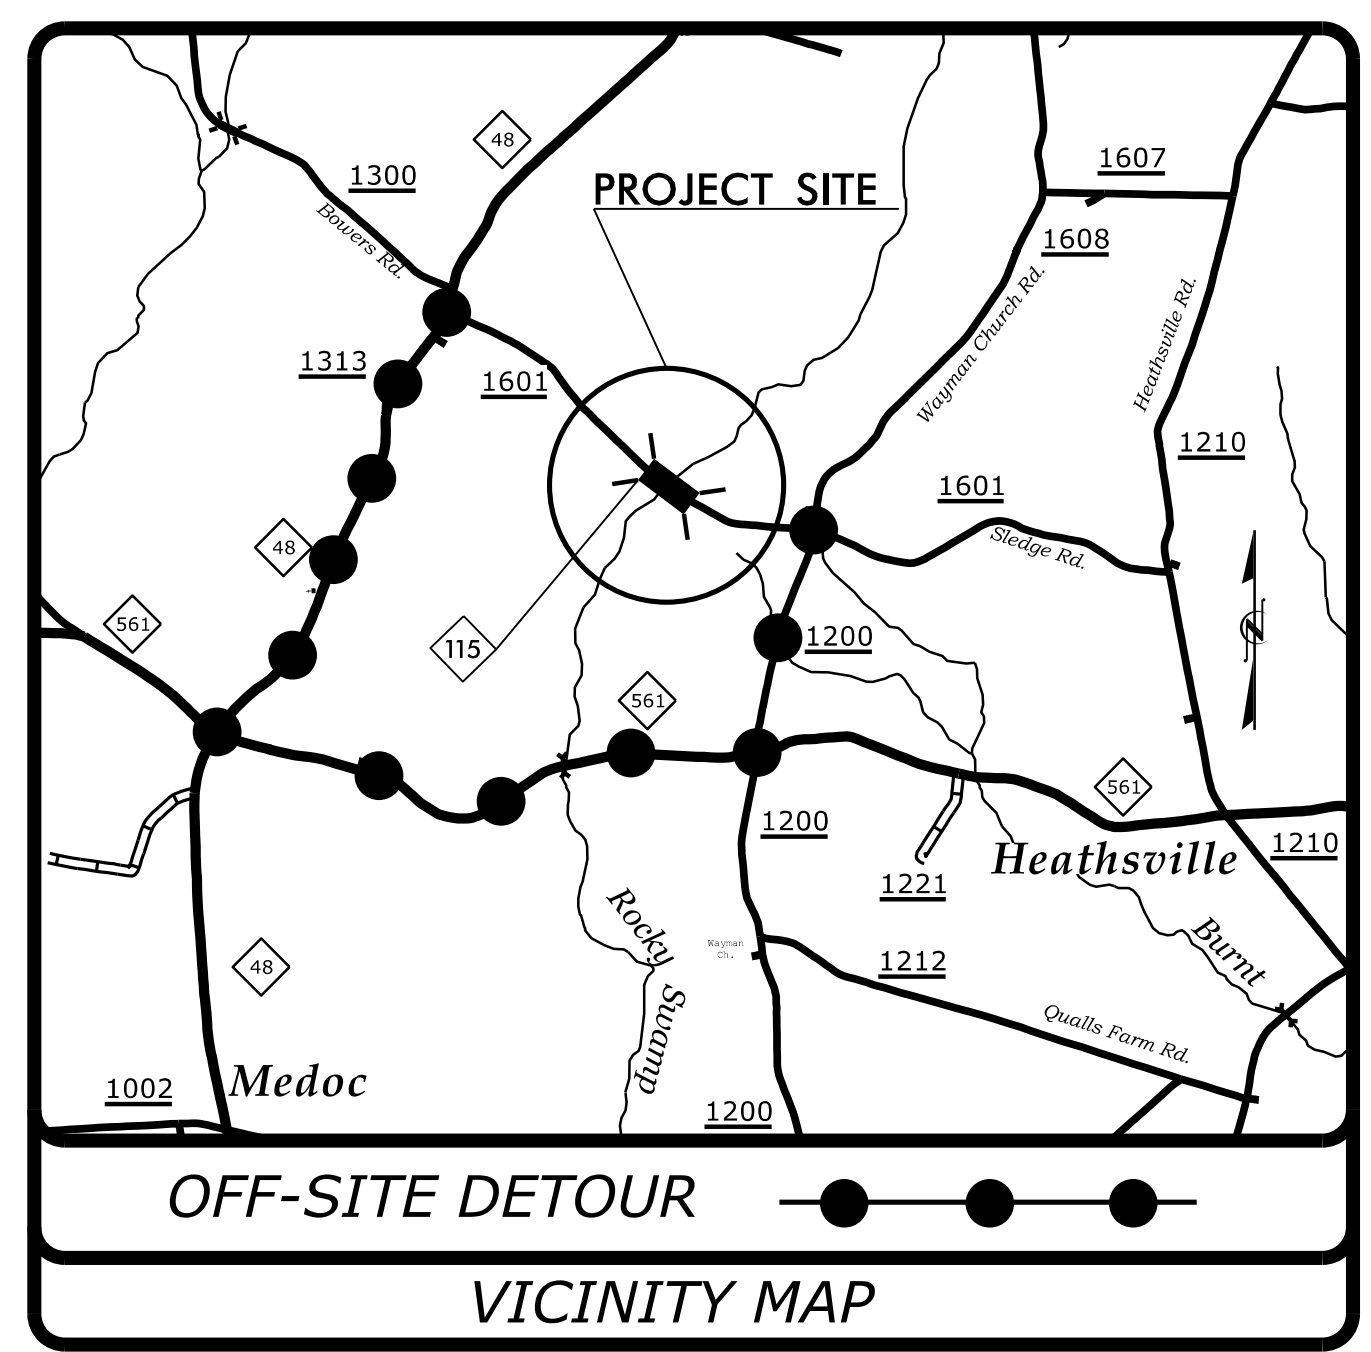 48
1607
1300
PROJECT SITE
Bowers Rd.
1608
Wayman Church Rd.
Heathsville Rd.
1313
1601
1210
1601
Sledge Rd.
48
561
N
115
1200
561
561
1200
1210
Heathsville
1221
Rocky
Swamp
Burnt
Wayman
Ch.
1212
48
Qualls Farm Rd.
Medoc
1002
1200
OFF-SITE DETOUR
VICINITY MAP